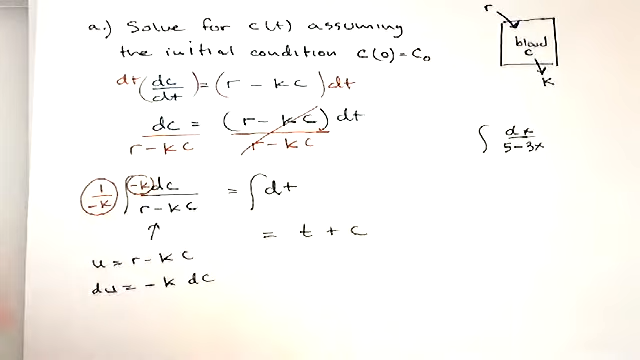 a.) Solve for c(t) assuming
the initial condition c(0) = c₀
dt (dc/dt) = (r - kc) dt
dc / r - kc = (r - kc) dt / r - kc
1/-k ∫ -k dc / r - kc = ∫ dt
= t + c
u = r - kc
du = -k dc
r
blood
c
k
∫ dx / 5 - 3x